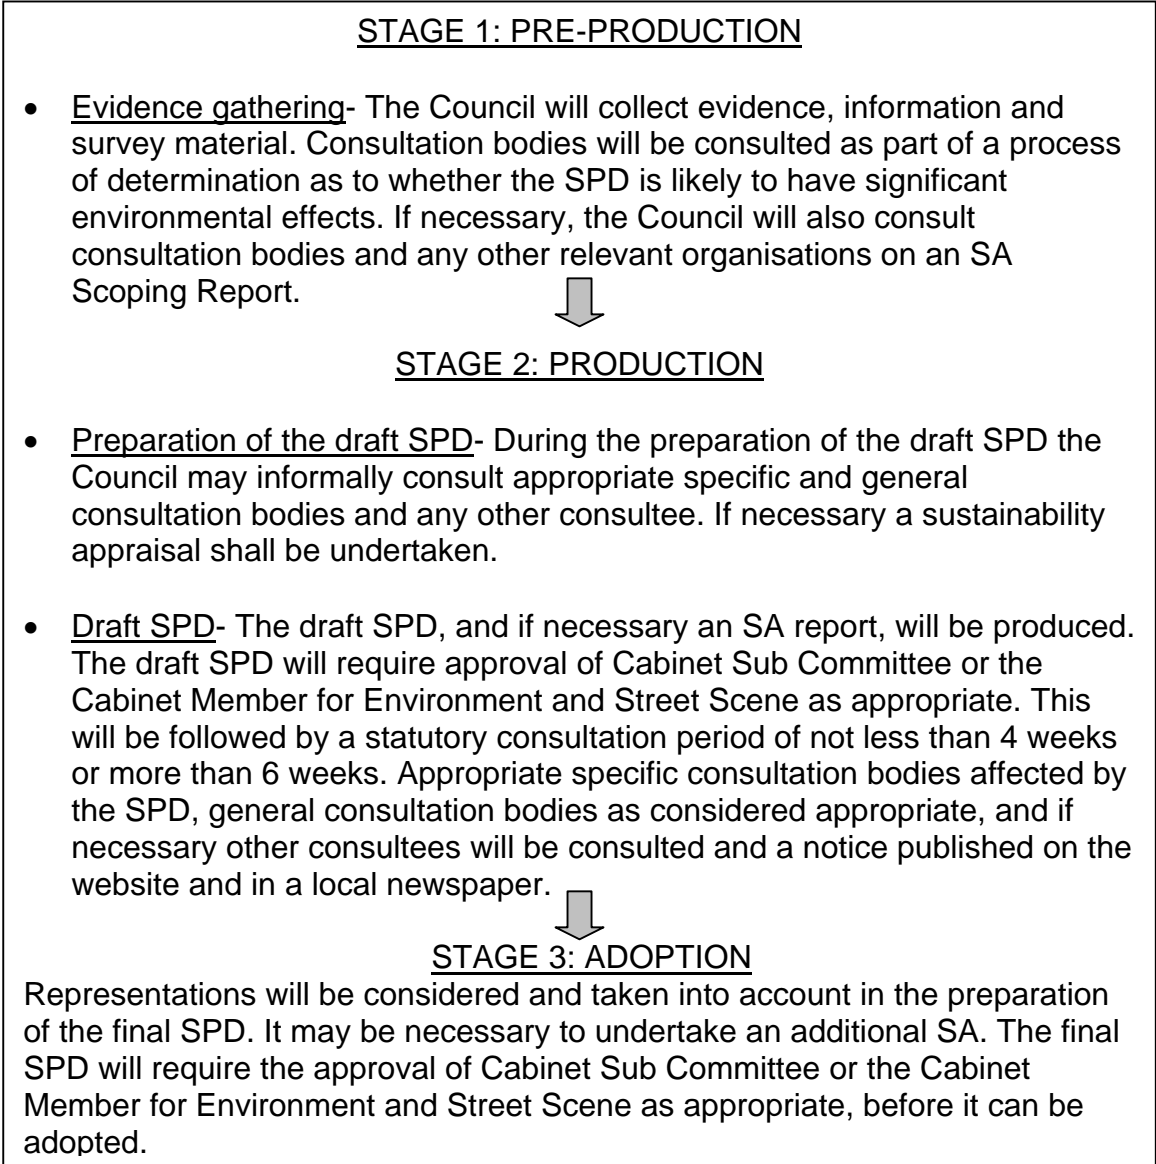 STAGE 1: PRE-PRODUCTION
• Evidence gathering- The Council will collect evidence, information and
survey material. Consultation bodies will be consulted as part of a process
of determination as to whether the SPD is likely to have significant
environmental effects. If necessary, the Council will also consult
consultation bodies and any other relevant organisations on an SA
Scoping Report.
STAGE 2: PRODUCTION
• Preparation of the draft SPD- During the preparation of the draft SPD the
Council may informally consult appropriate specific and general
consultation bodies and any other consultee. If necessary a sustainability
appraisal shall be undertaken.
• Draft SPD- The draft SPD, and if necessary an SA report, will be produced.
The draft SPD will require approval of Cabinet Sub Committee or the
Cabinet Member for Environment and Street Scene as appropriate. This
will be followed by a statutory consultation period of not less than 4 weeks
or more than 6 weeks. Appropriate specific consultation bodies affected by
the SPD, general consultation bodies as considered appropriate, and if
necessary other consultees will be consulted and a notice published on the
website and in a local newspaper.
STAGE 3: ADOPTION
Representations will be considered and taken into account in the preparation
of the final SPD. It may be necessary to undertake an additional SA. The final
SPD will require the approval of Cabinet Sub Committee or the Cabinet
Member for Environment and Street Scene as appropriate, before it can be
adopted.